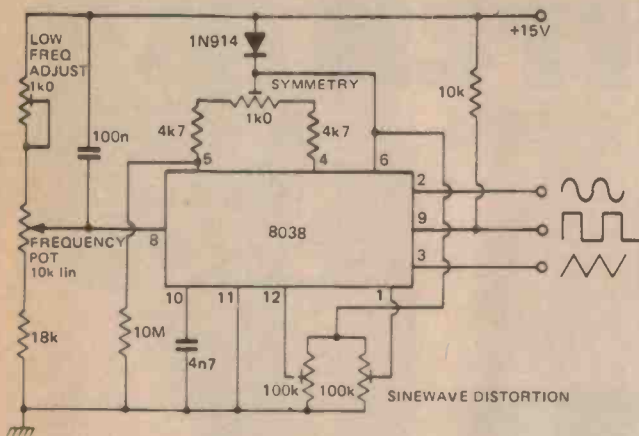 LOW
FREQ
ADJUST
1k0
1N914
+15V
SYMMETRY
10k
100n
4k7
1k0
4k7
5
4
6
2
8038
9
8
3
FREQUENCY
POT
10k lin
10
11
12
1
18k
10M
4n7
100k
100k
SINEWAVE DISTORTION